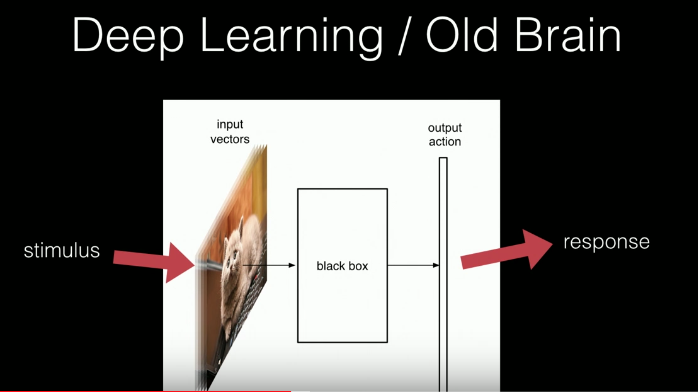 Deep Learning / Old Brain
input
vectors
output
action
stimulus
black box
response